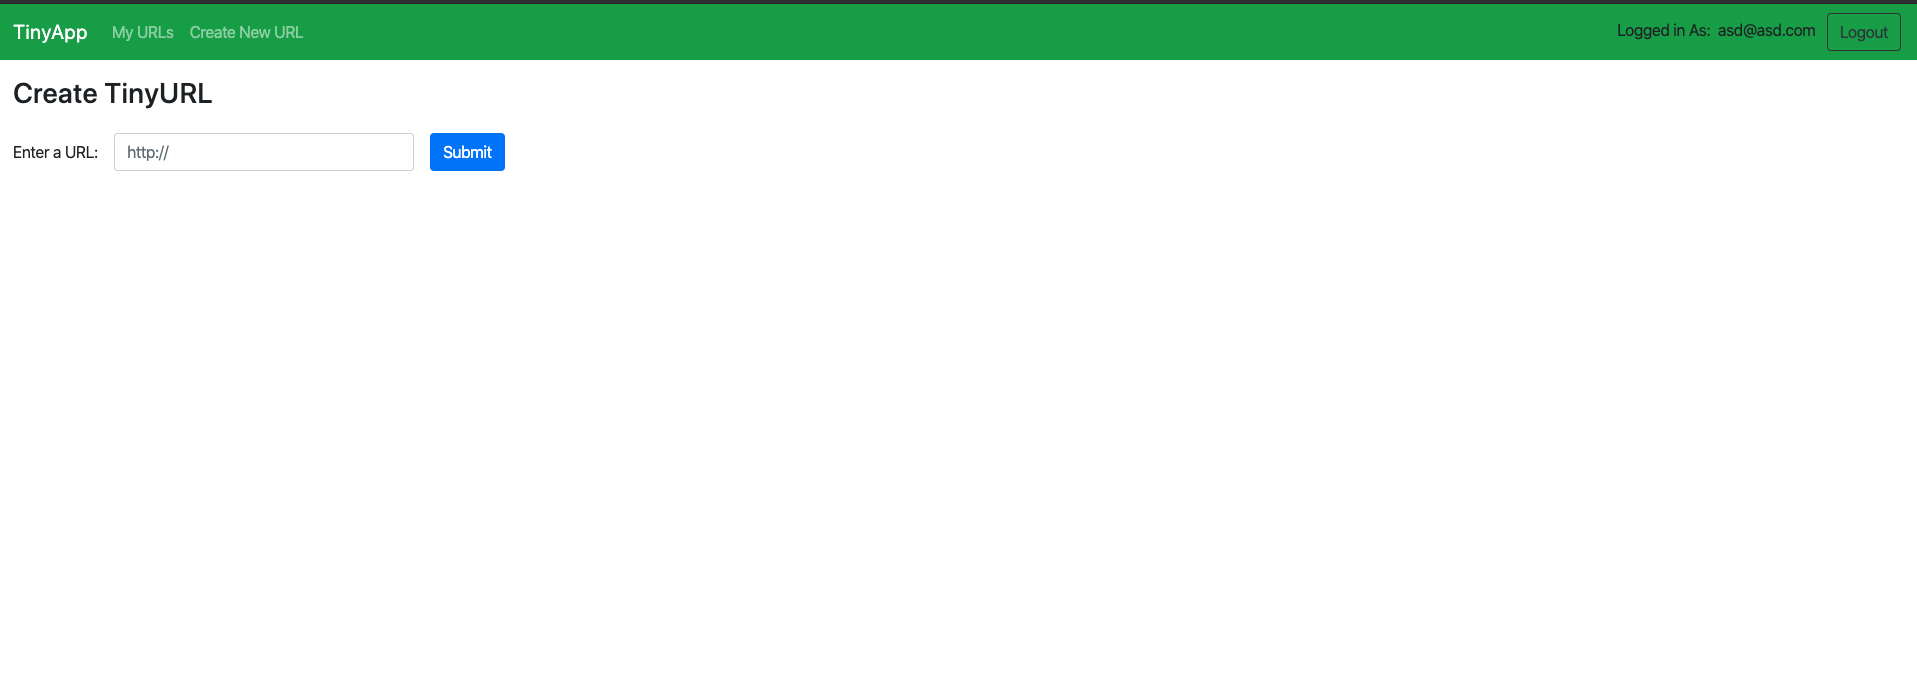 TinyApp My URLs Create New URL Logged in As: asd@asd.com Logout
Create TinyURL
Enter a URL: http:// Submit